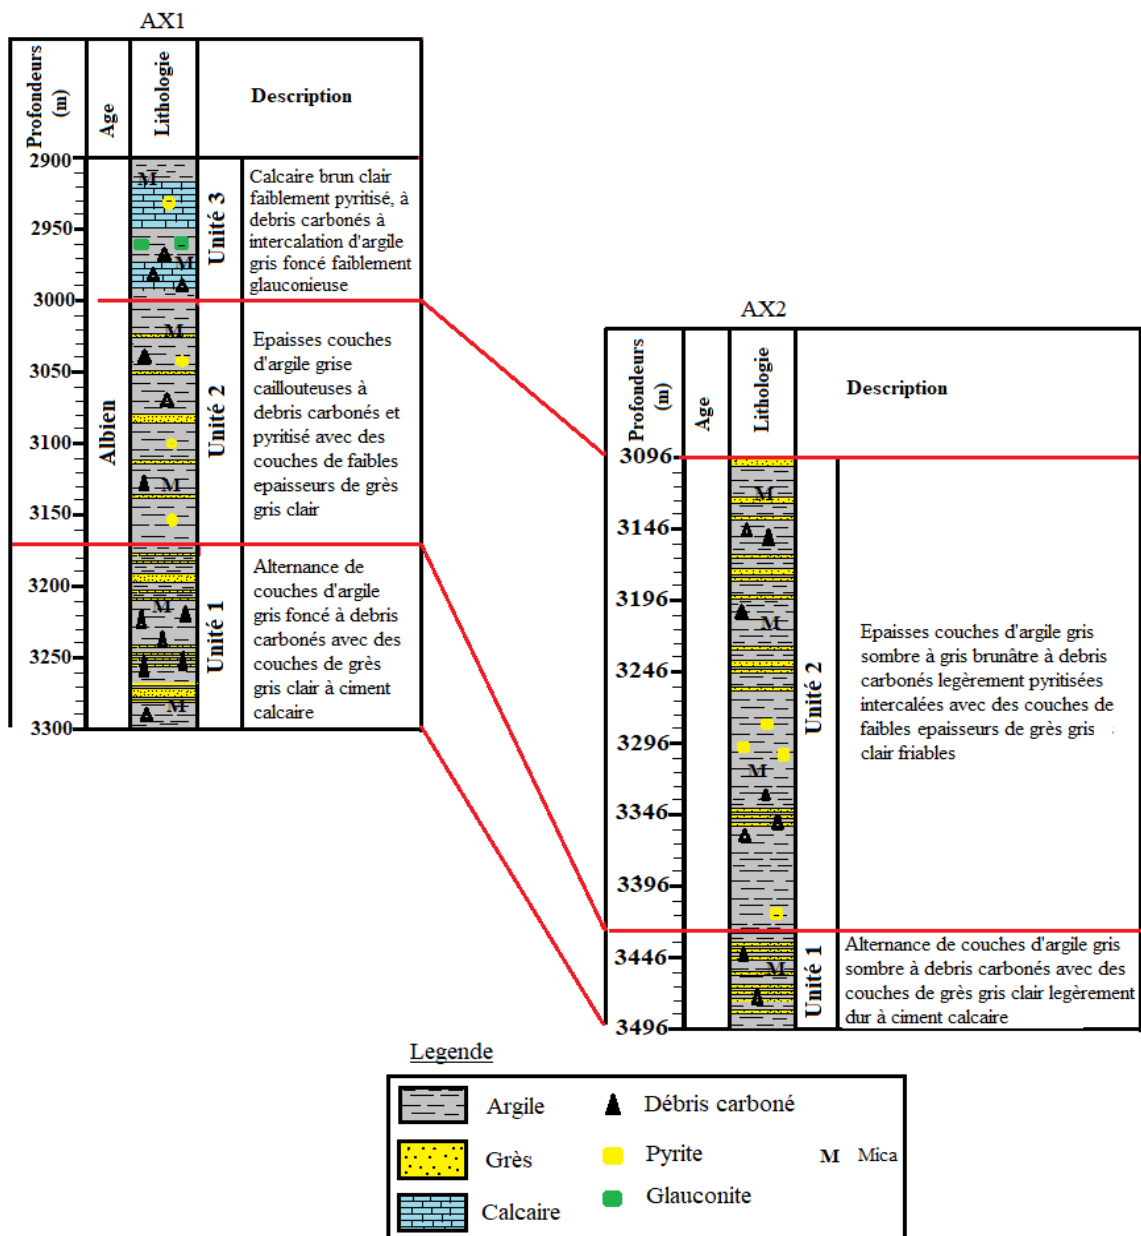 AX1
Profondeurs
(m)
Age
Lithologie
Description
2900
2950
3000
3050
3100
3150
3200
3250
3300
Albien
M
M
M
M
M
M
Unité 3
Calcaire brun clair
faiblement pyritisé, à
debris carbonés à
intercalation d'argile
gris foncé faiblement
glauconieuse
Unité 2
Epaisses couches
d'argile grise
caillouteuses à
debris carbonés et
pyritisé avec des
couches de faibles
epaisseurs de grès
gris clair
Unité 1
Alternance de
couches d'argile
gris foncé à debris
carbonés avec des
couches de grès
gris clair à ciment
calcaire
AX2
Profondeurs
(m)
Age
Lithologie
Description
3096
3146
3196
3246
3296
3346
3396
3446
3496
M
M
M
M
Unité 2
Epaisses couches d'argile gris
sombre à gris brunâtre à debris
carbonés legèrement pyritisées
intercalées avec des couches de
faibles epaisseurs de grès gris
clair friables
Unité 1
Alternance de couches d'argile gris
sombre à debris carbonés avec des
couches de grès gris clair legèrement
dur à ciment calcaire
Legende
Argile
Débris carboné
Grès
Pyrite
M Mica
Calcaire
Glauconite